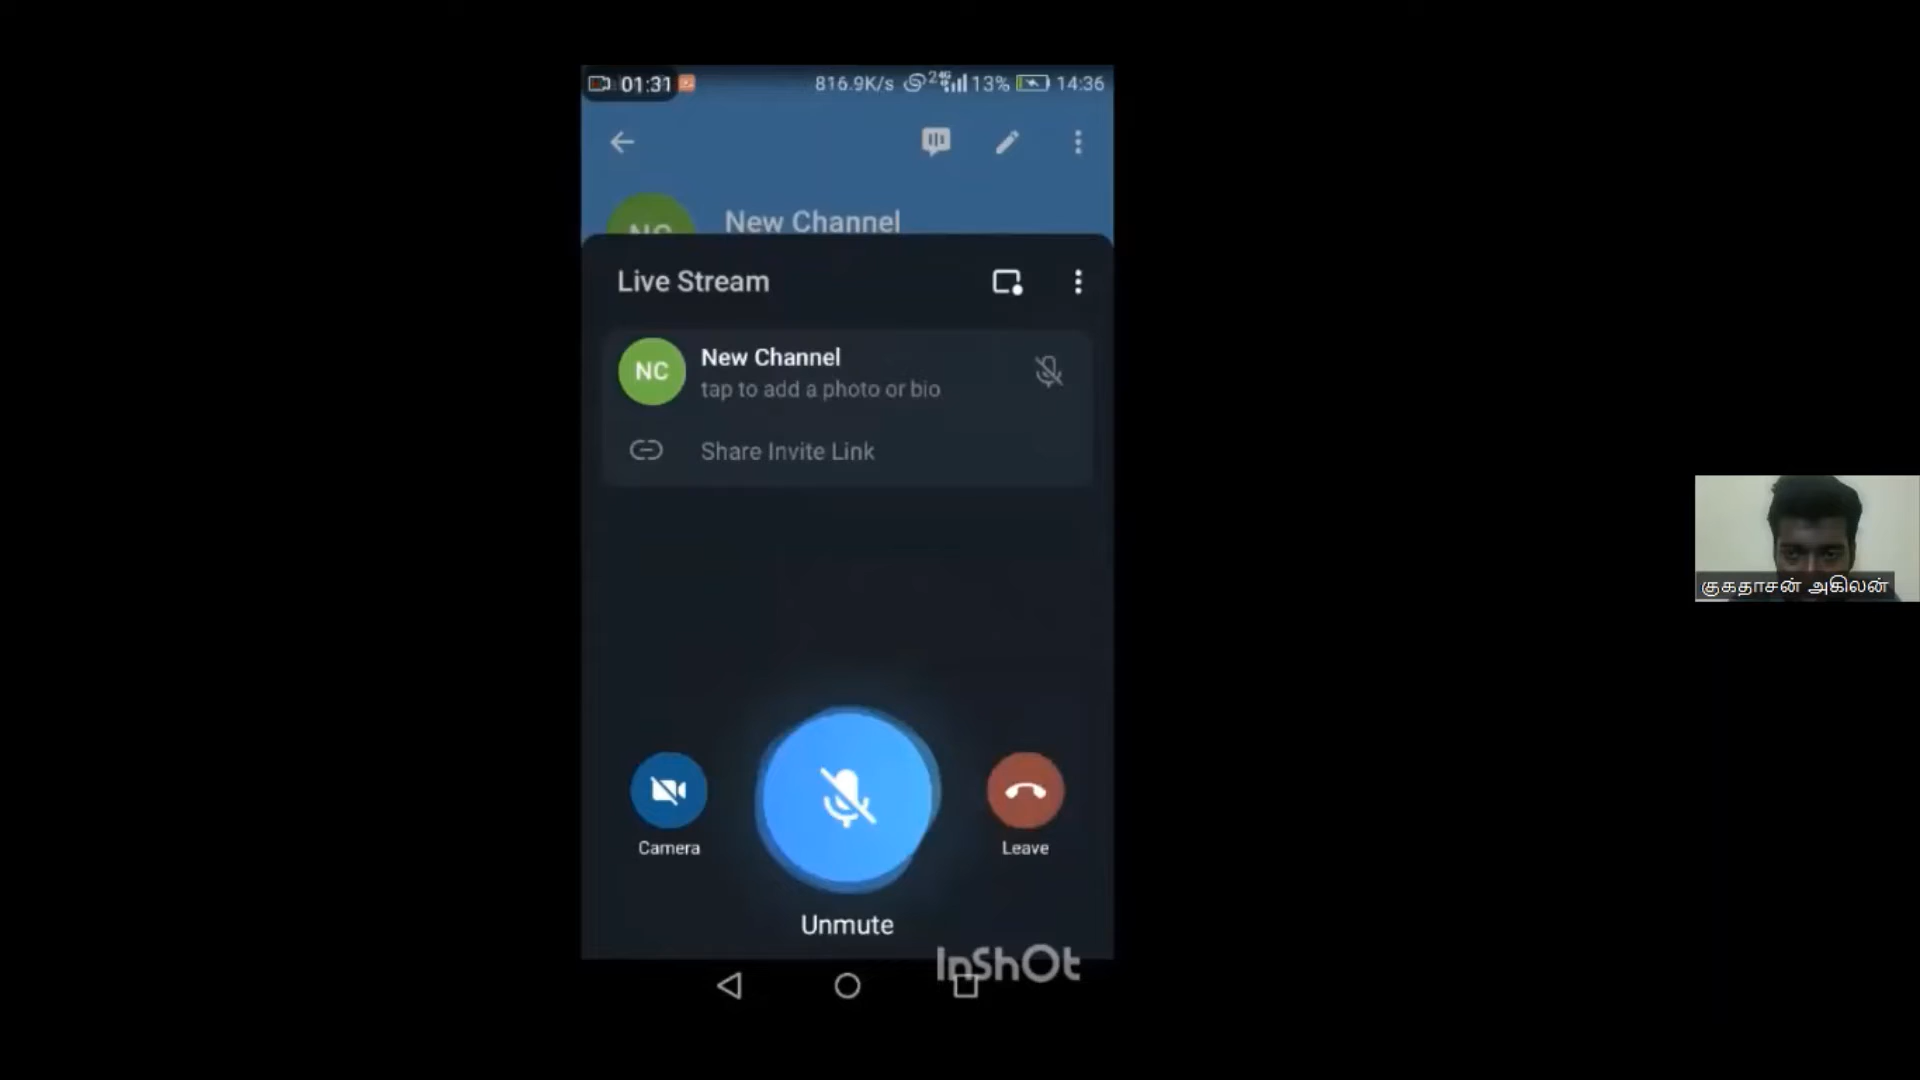 01:31
816.9K/s 4G 13% 14:36
New Channel
Live Stream
NC
New Channel
tap to add a photo or bio
Share Invite Link
Camera
Leave
Unmute
InShOt
குகதாசன் அகிலன்